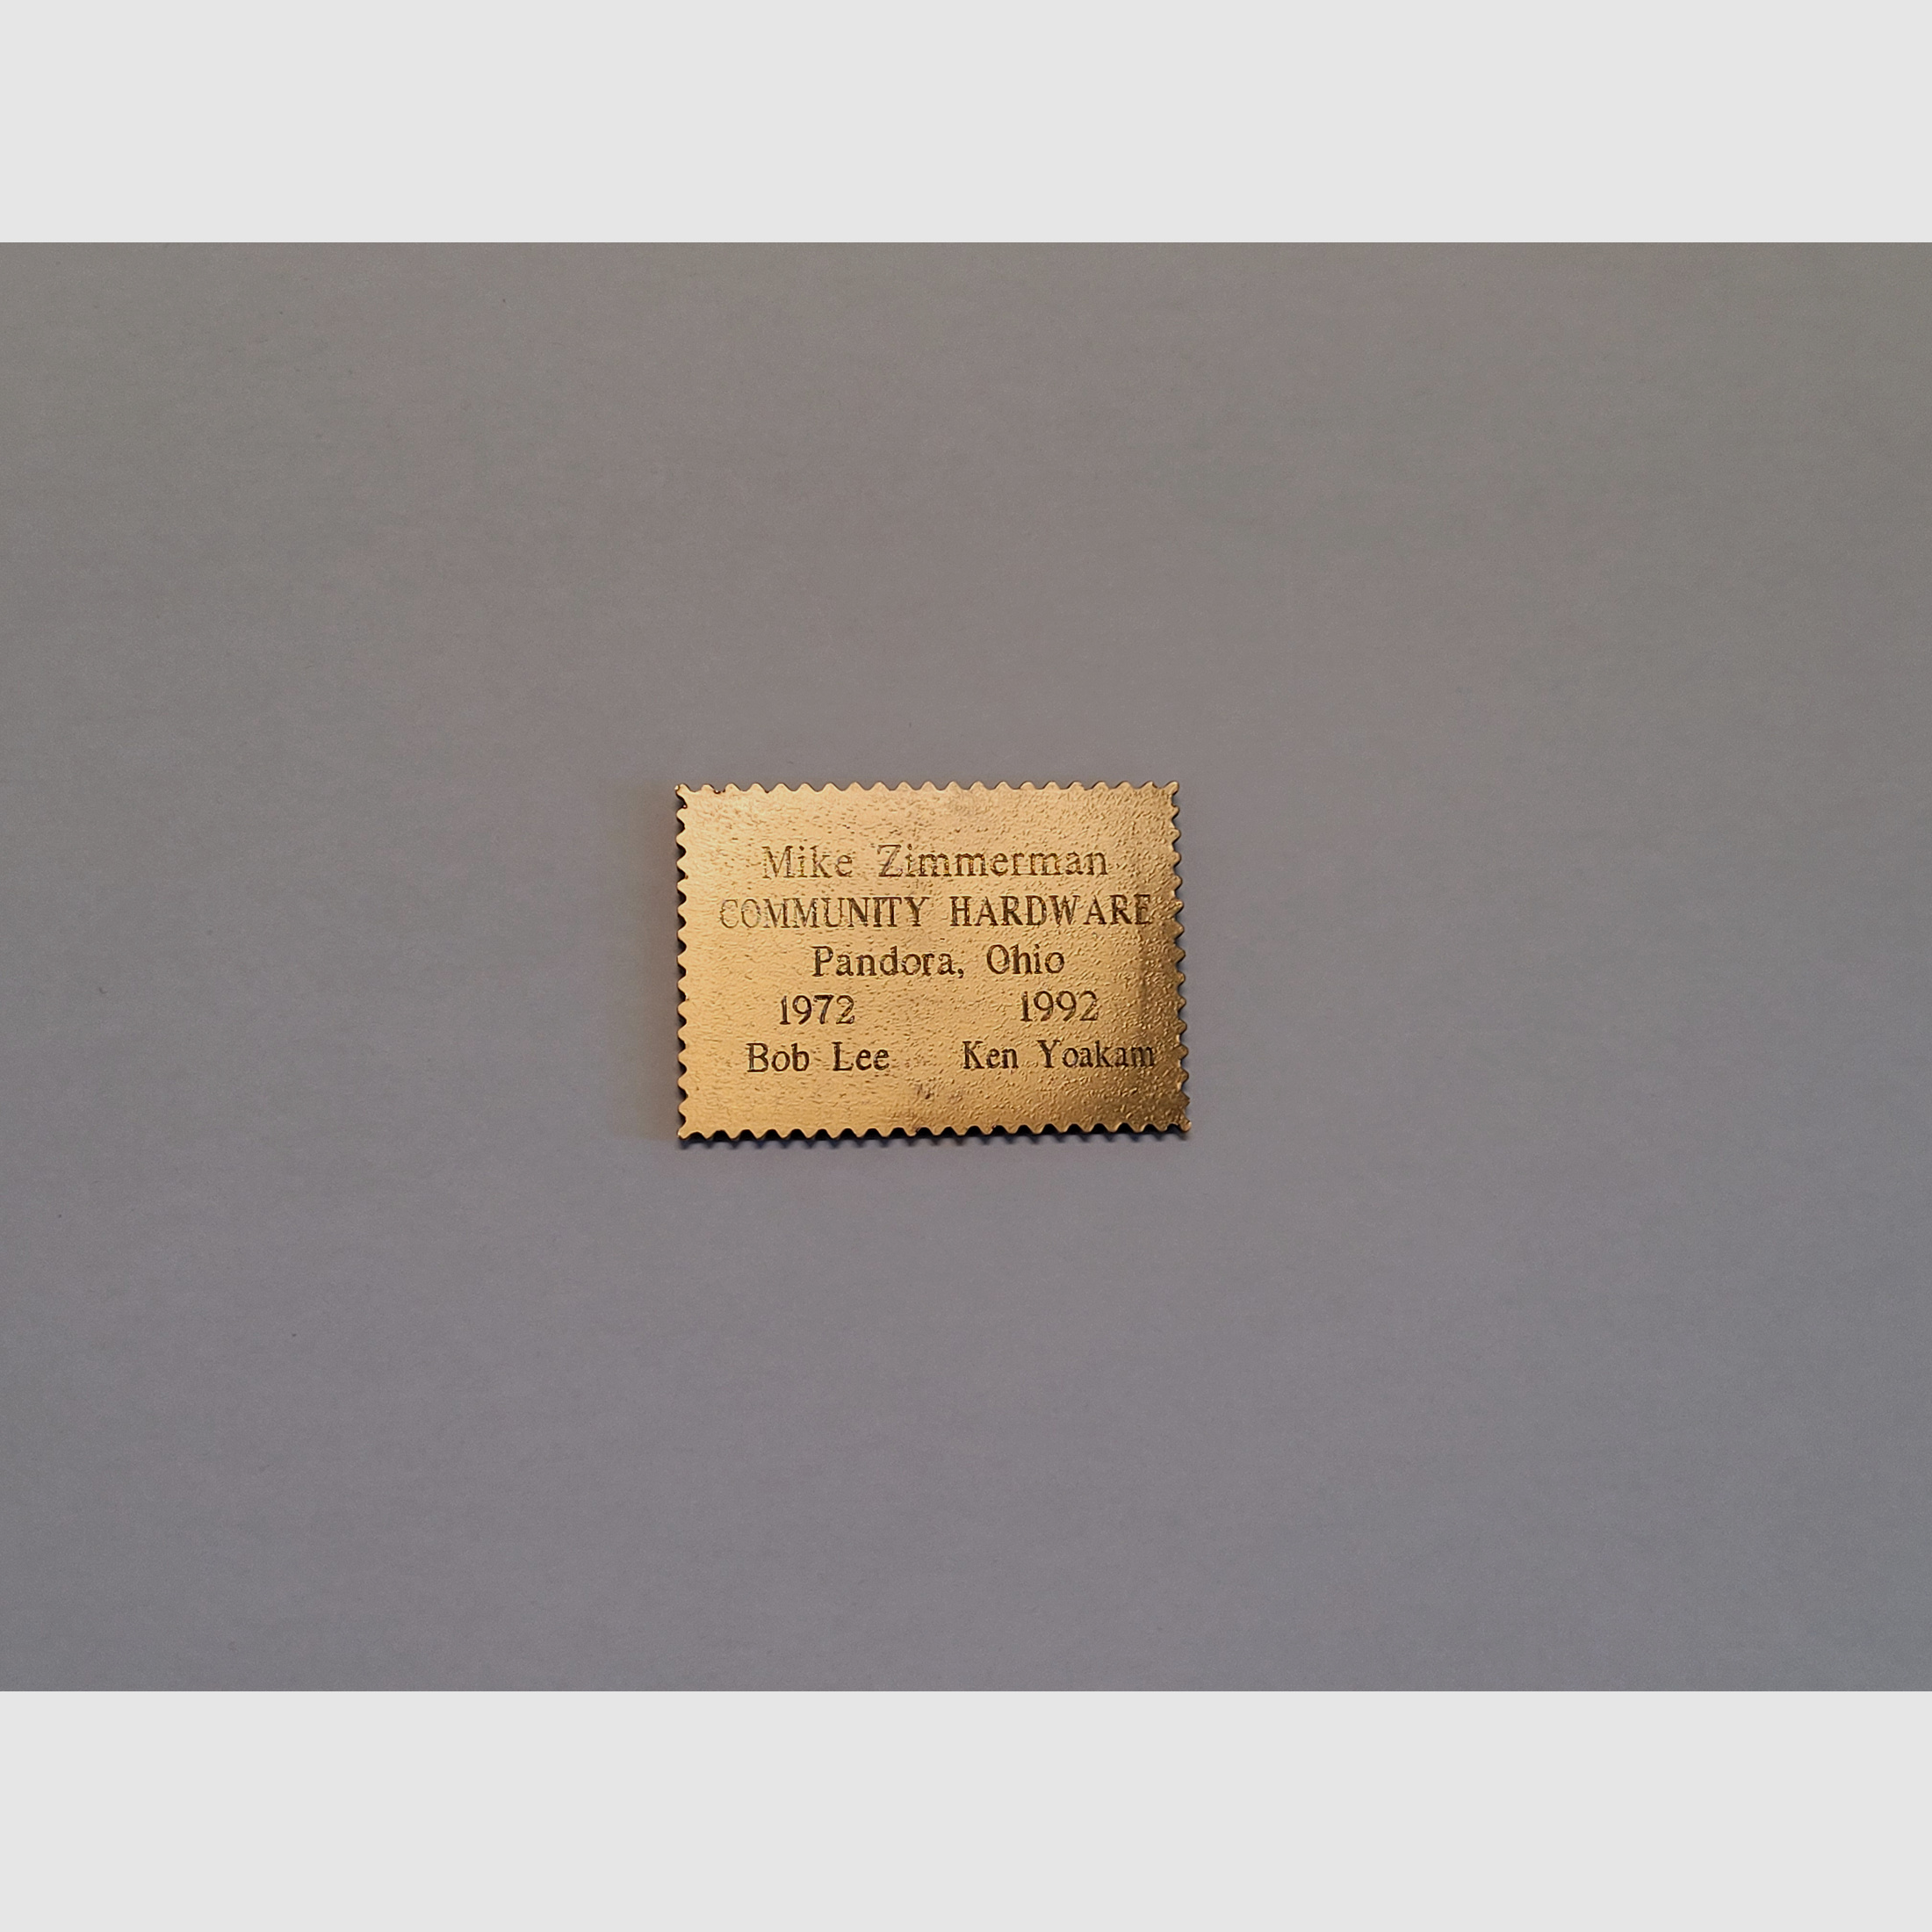 Mike Zimmerman
COMMUNITY HARDWARE
Pandora, Ohio
1972 1992
Bob Lee Ken Yoakam